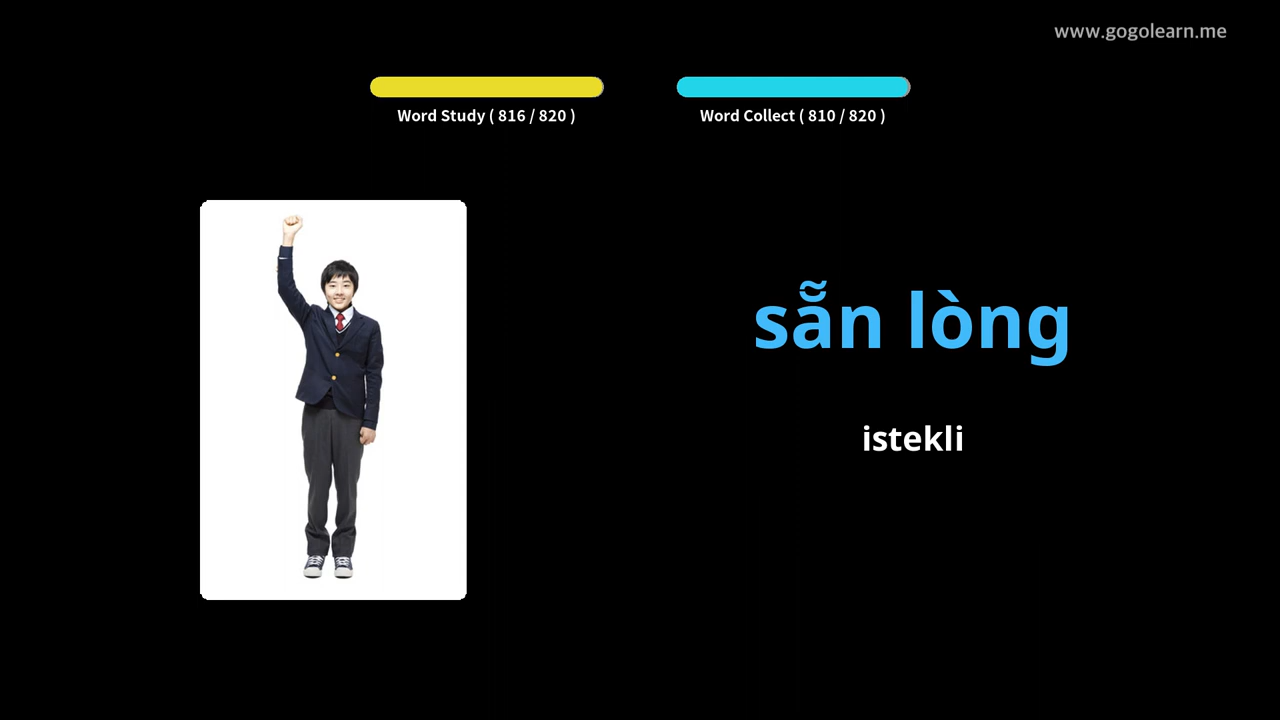 www.gogolearn.me
Word Study ( 816 / 820 )
Word Collect ( 810 / 820 )
sẵn lòng
istekli